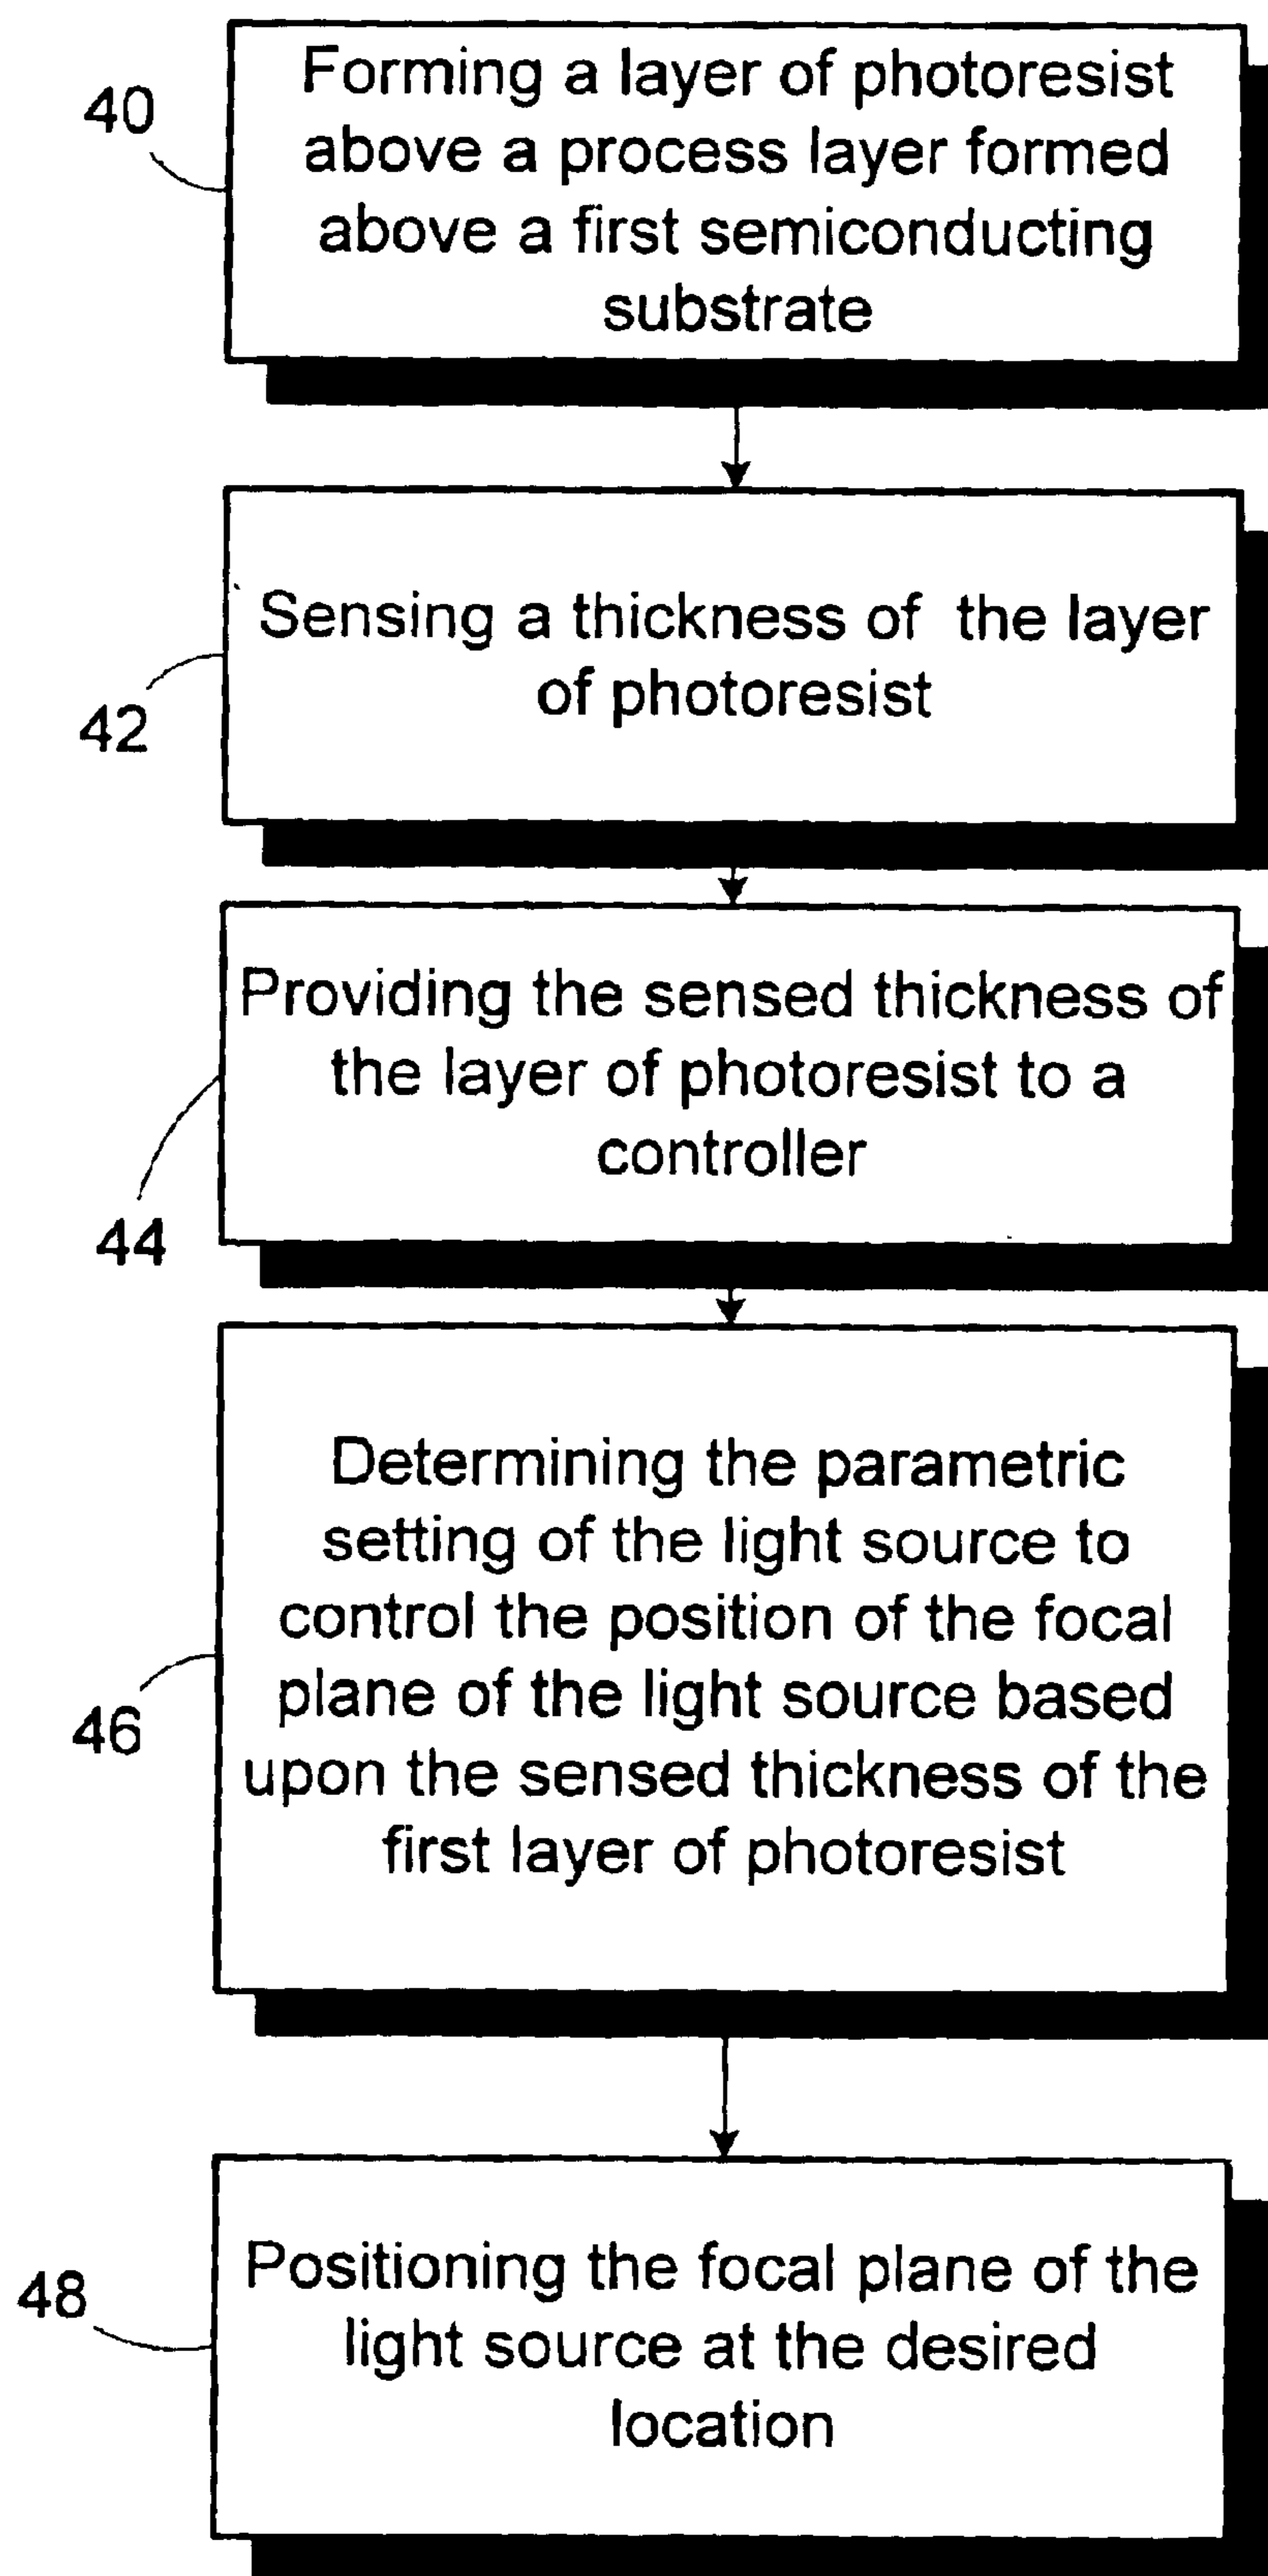 40
Forming a layer of photoresist
above a process layer formed
above a first semiconducting
substrate
42
Sensing a thickness of the layer
of photoresist
44
Providing the sensed thickness of
the layer of photoresist to a
controller
46
Determining the parametric
setting of the light source to
control the position of the focal
plane of the light source based
upon the sensed thickness of the
first layer of photoresist
48
Positioning the focal plane of the
light source at the desired
location